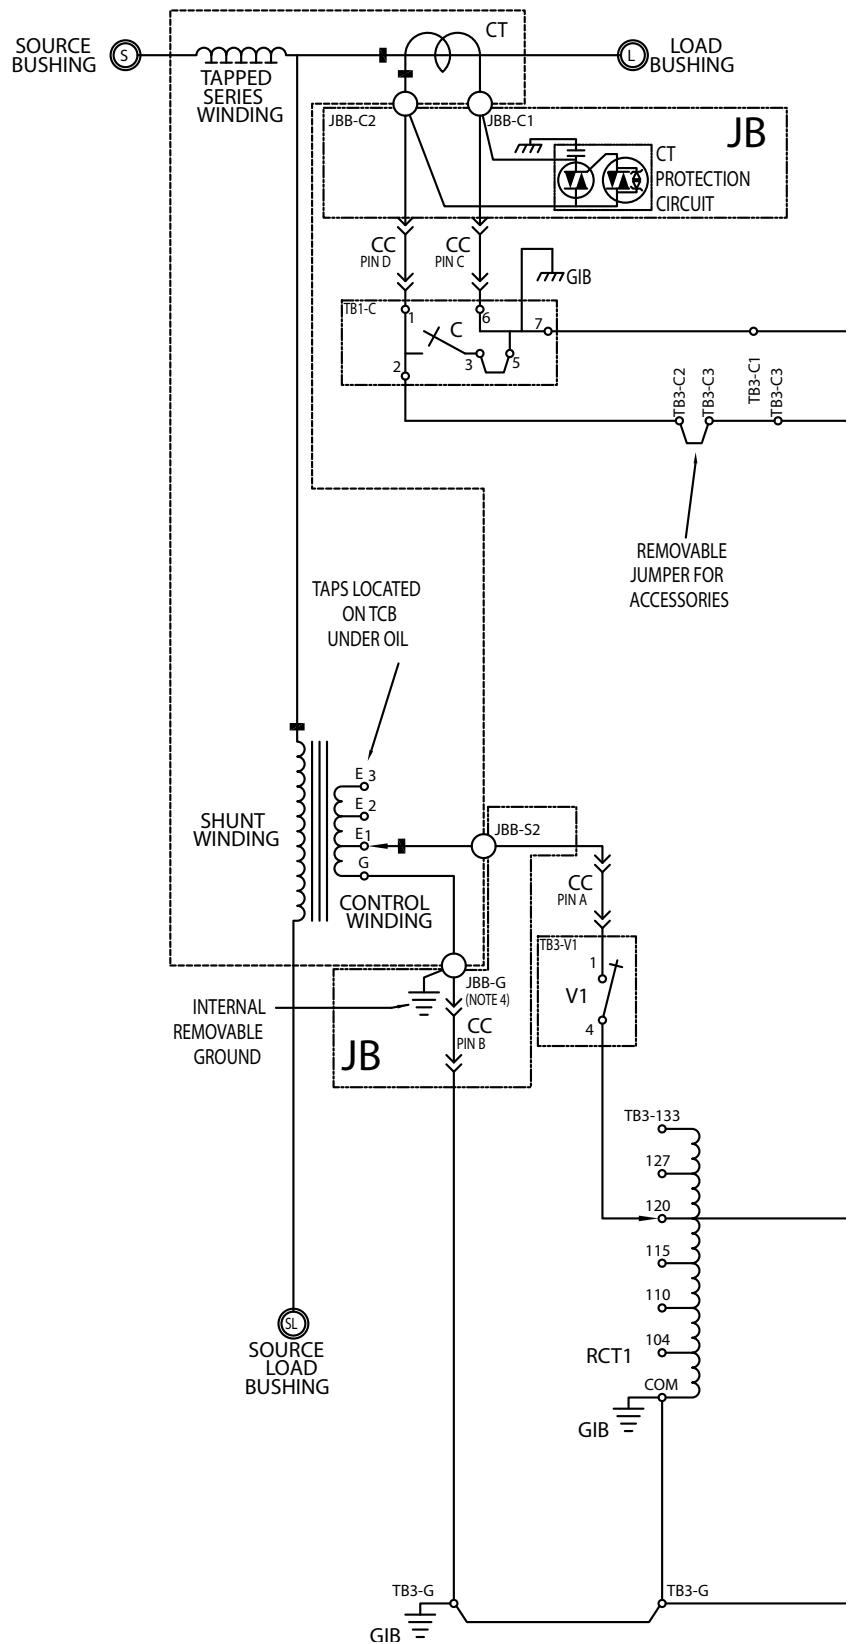 CT
SOURCE
BUSHING
S
L
LOAD
BUSHING
TAPPED
SERIES
WINDING
JBB-C2
JBB-C1
JB
CT
PROTECTION
CIRCUIT
CC
PIN D
CC
PIN C
GIB
TB1-C
1
6
C
7
2
3
5
TB3-C2
TB3-C3
TB3-C1
TB3-C3
REMOVABLE
JUMPER FOR
ACCESSORIES
TAPS LOCATED
ON TCB
UNDER OIL
E 3
E 2
E 1
G
SHUNT
WINDING
CONTROL
WINDING
JBB-S2
CC
PIN A
TB3-V1
1
V1
4
JBB-G
(NOTE 4)
CC
PIN B
INTERNAL
REMOVABLE
GROUND
JB
TB3-133
127
120
115
110
104
RCT1
COM
GIB
SL
SOURCE
LOAD
BUSHING
TB3-G
TB3-G
GIB